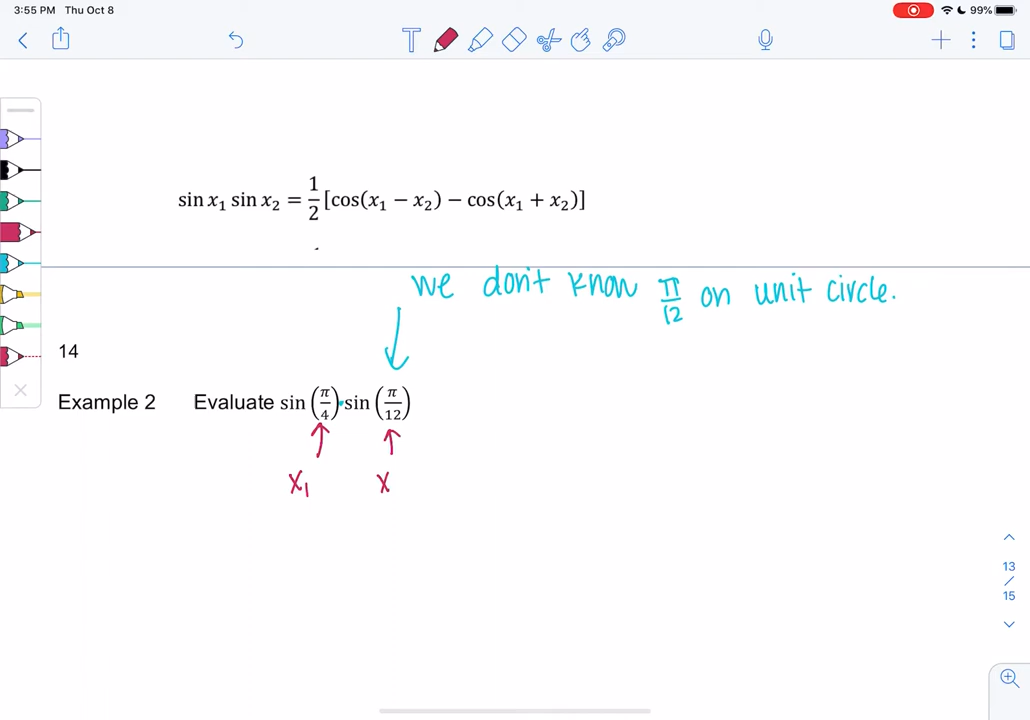 3:55 PM Thu Oct 8
99%
sin x₁ sin x₂ = 1/2 [cos(x₁ − x₂) − cos(x₁ + x₂)]
we don't know π/12 on unit circle.
14
Example 2 Evaluate sin (π/4)·sin (π/12)
x₁ x
13
/
15